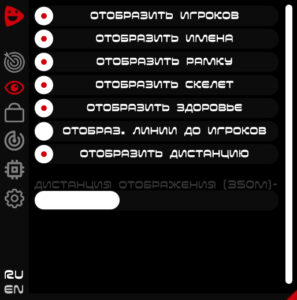 ОТОБРАЗИТЬ ИГРОКОВ
ОТОБРАЗИТЬ ИМЕНА
ОТОБРАЗИТЬ РАМКУ
ОТОБРАЗИТЬ СКЕЛЕТ
ОТОБРАЗИТЬ ЗДОРОВЬЕ
ОТОБРАЗ. ЛИНИИ ДО ИГРОКОВ
ОТОБРАЗИТЬ ДИСТАНЦИЮ
ДИСТАНЦИЯ ОТОБРАЖЕНИЯ (350М)-
RU
EN